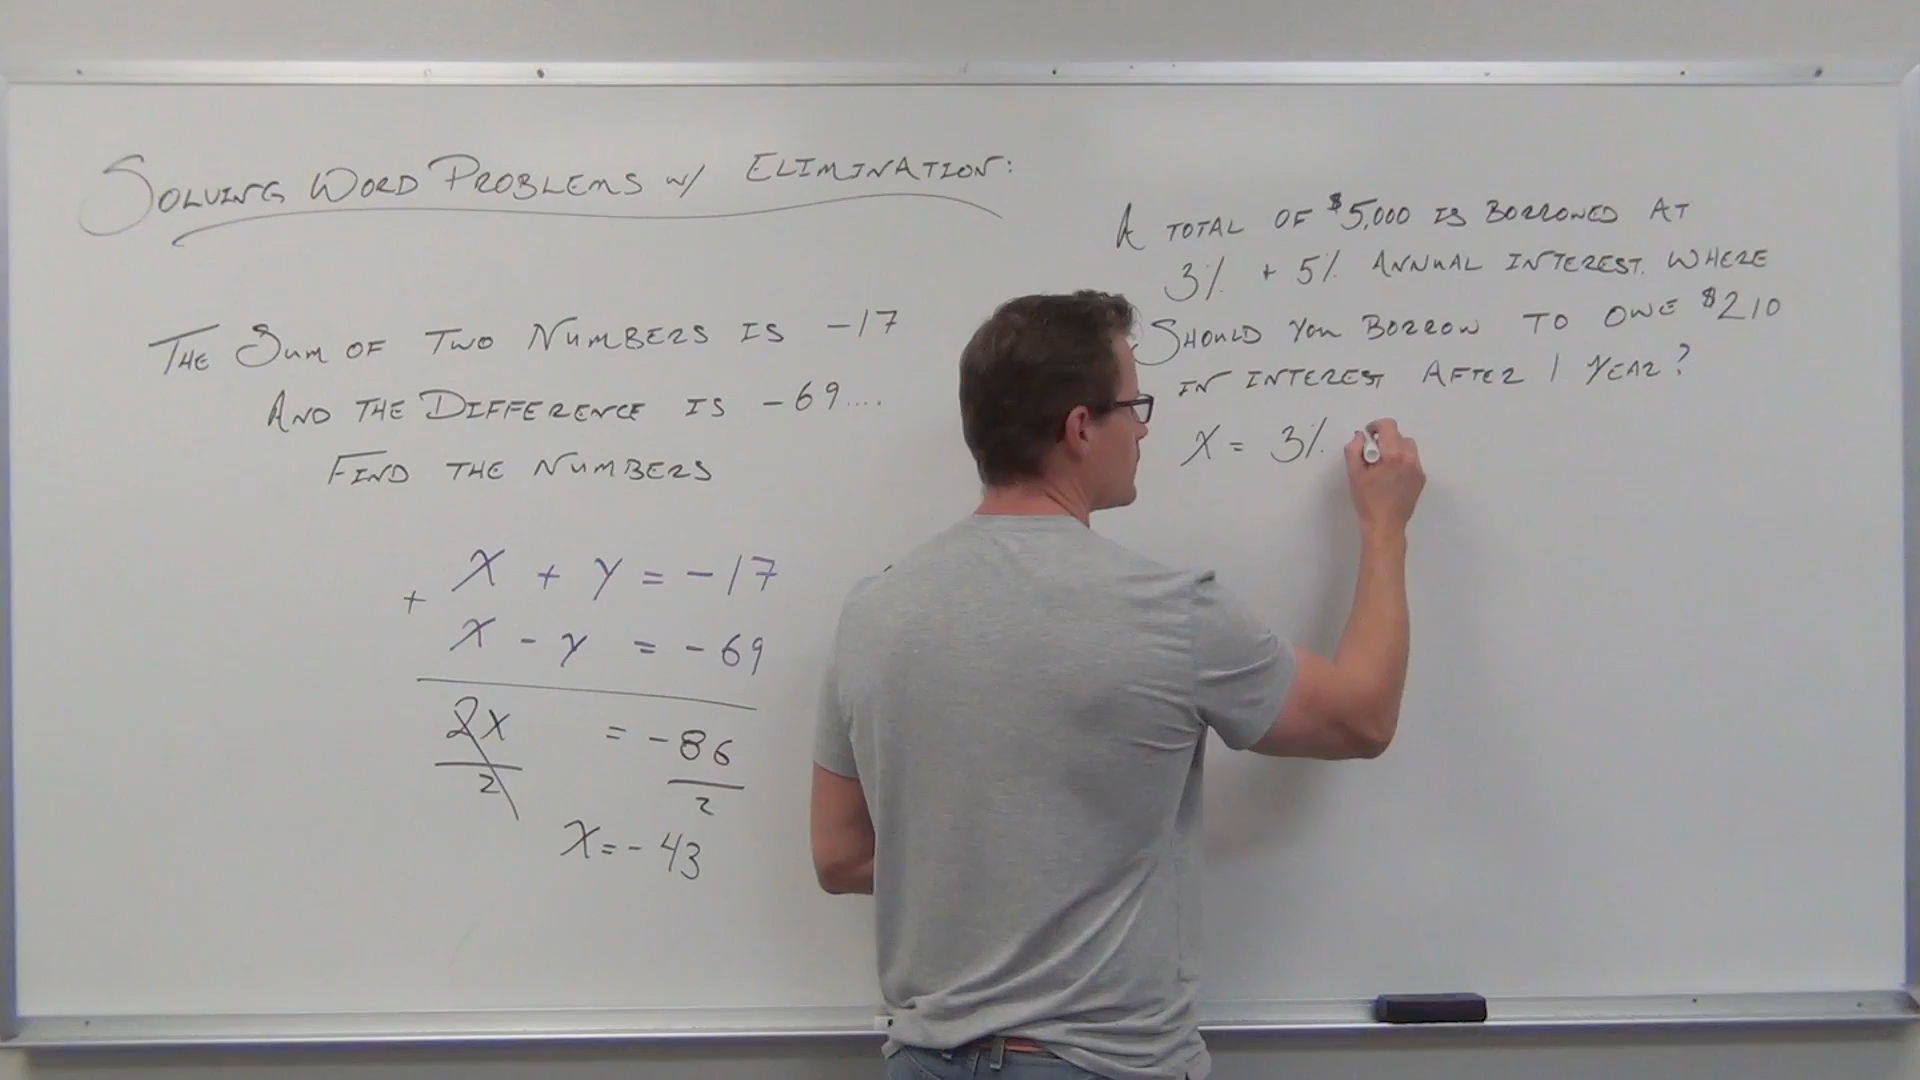 SOLVING WORD PROBLEMS W/ ELIMINATION:
THE SUM OF TWO NUMBERS IS -17
AND THE DIFFERENCE IS -69....
FIND THE NUMBERS
X + Y = -17
+
X - Y = -69
2X = -86
2 2
X = -43
A TOTAL OF $5,000 IS BORROWED AT
3% + 5% ANNUAL INTEREST. WHERE
SHOULD YOU BORROW TO OWE $210
IN INTEREST AFTER 1 YEAR?
X = 3%